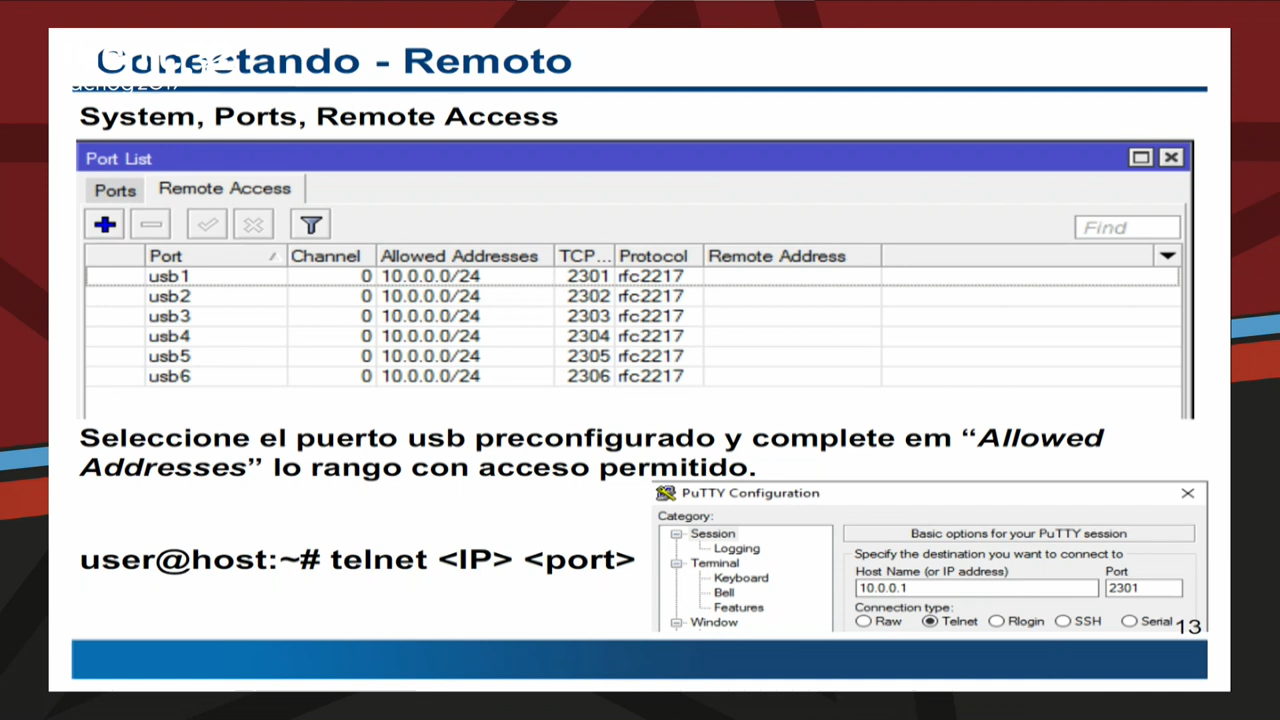 Conectando - Remoto
2017
System, Ports, Remote Access
Port List
Ports Remote Access
Find
Port Channel Allowed Addresses TCP... Protocol Remote Address
usb1 0 10.0.0.0/24 2301 rfc2217
usb2 0 10.0.0.0/24 2302 rfc2217
usb3 0 10.0.0.0/24 2303 rfc2217
usb4 0 10.0.0.0/24 2304 rfc2217
usb5 0 10.0.0.0/24 2305 rfc2217
usb6 0 10.0.0.0/24 2306 rfc2217
Seleccione el puerto usb preconfigurado y complete em “Allowed
Addresses” lo rango con acceso permitido.
user@host:~# telnet <IP> <port>
PuTTY Configuration
Category:
Session
Logging
Terminal
Keyboard
Bell
Features
Window
Basic options for your PuTTY session
Specify the destination you want to connect to
Host Name (or IP address) Port
10.0.0.1 2301
Connection type:
Raw Telnet Rlogin SSH Serial
13